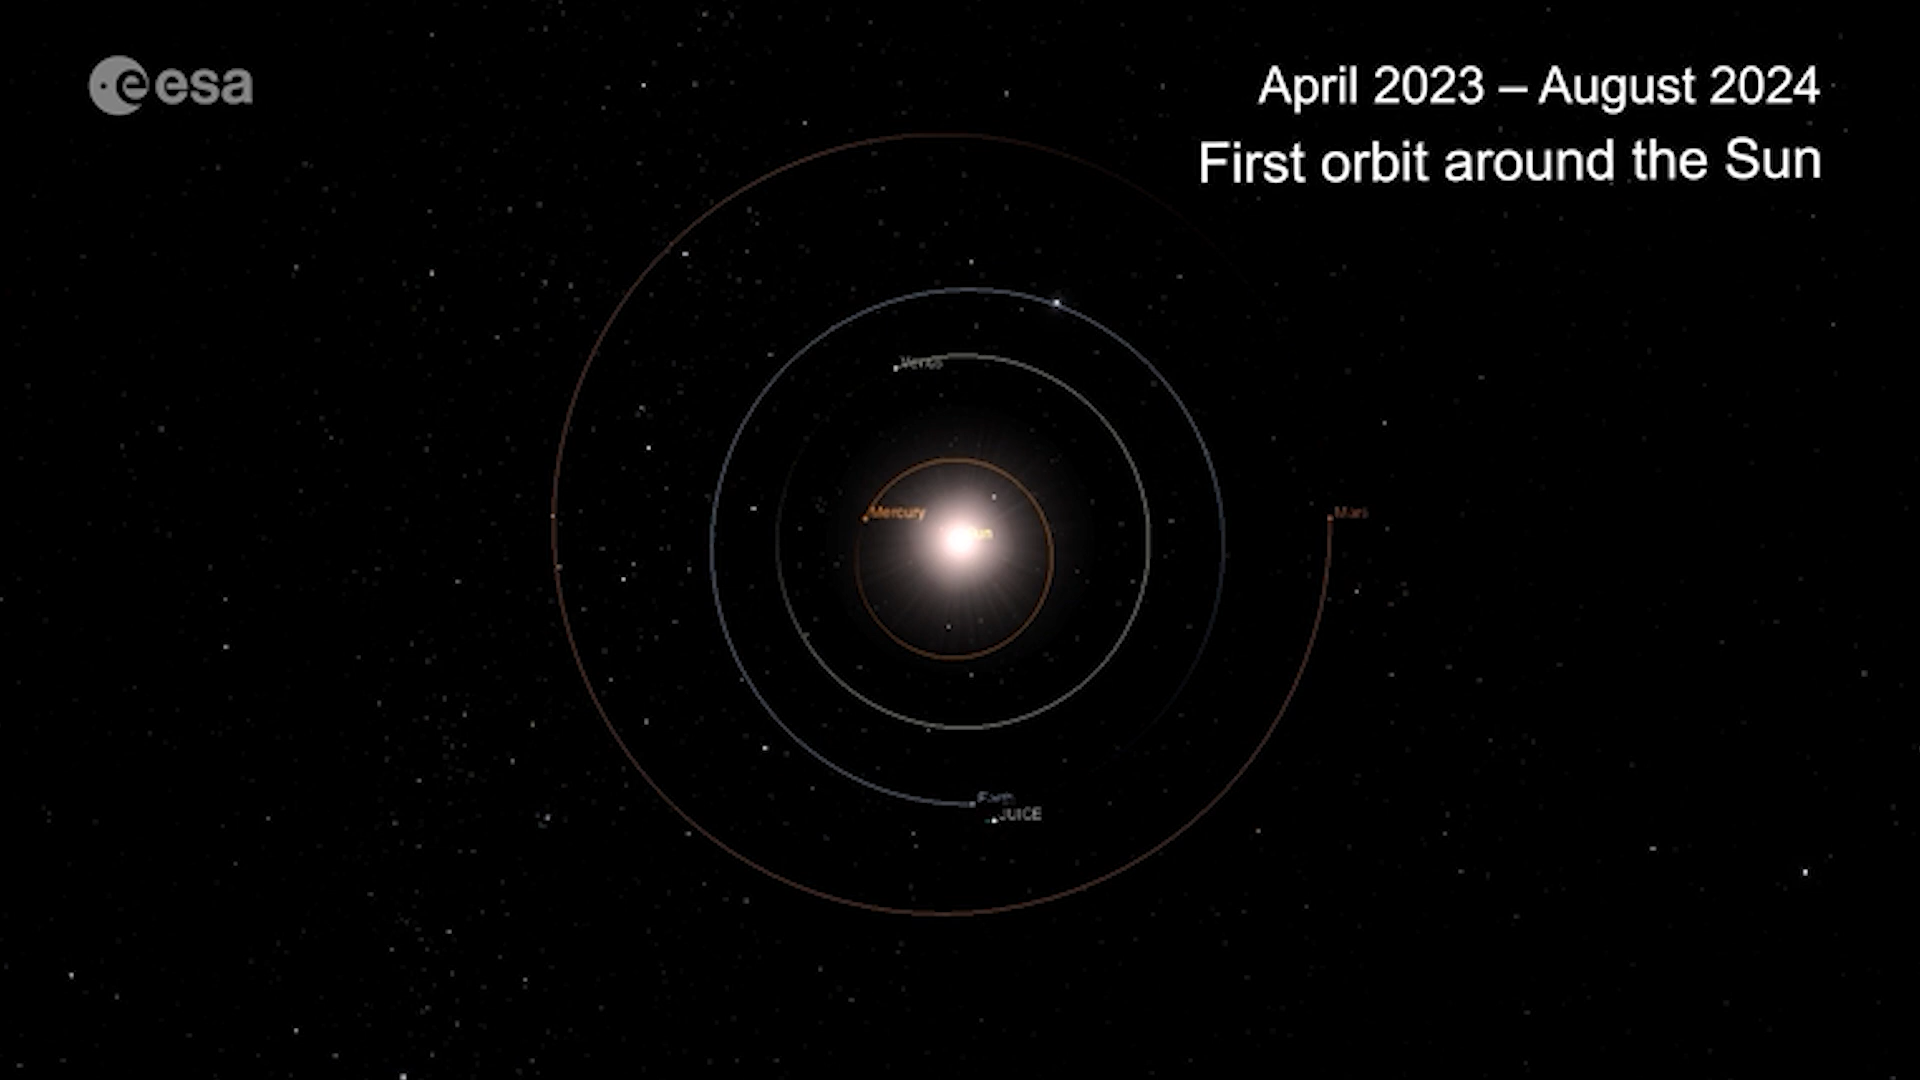 esa
April 2023 – August 2024
First orbit around the Sun
Venus
Mercury
Sun
Mars
Earth
JUICE